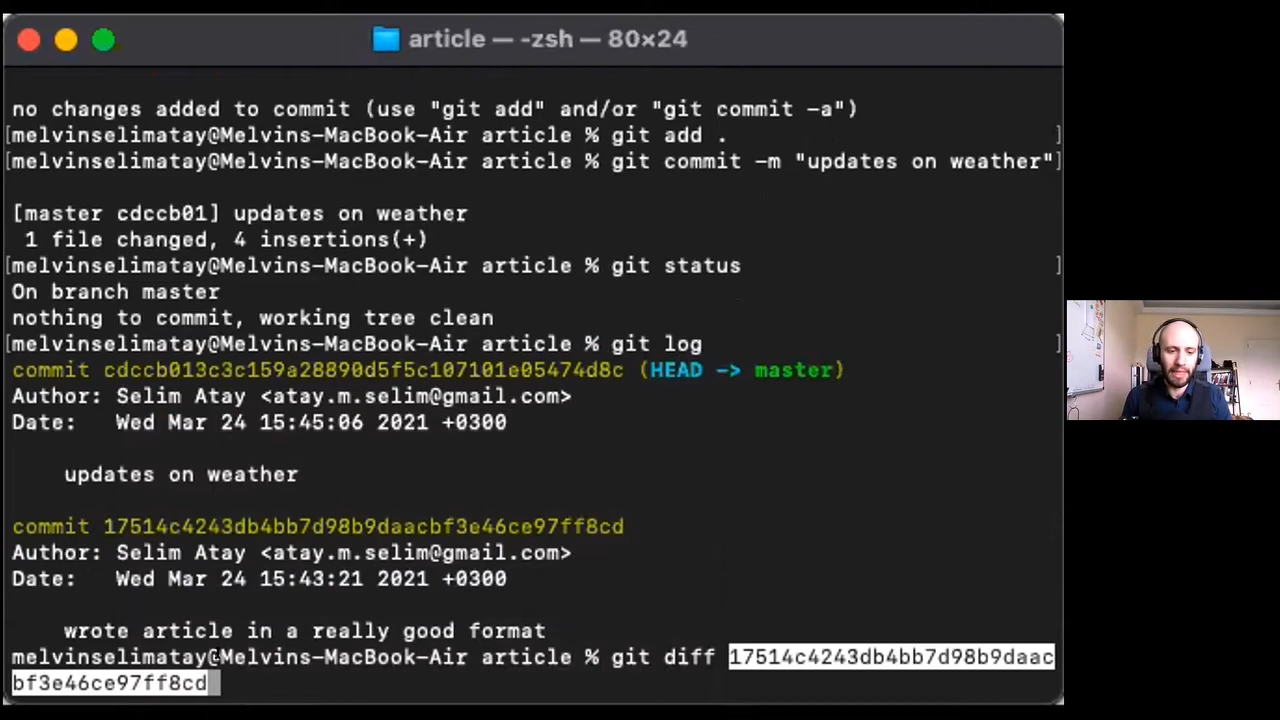 article — -zsh — 80×24
no changes added to commit (use "git add" and/or "git commit -a")
[melvinselimatay@Melvins-MacBook-Air article % git add . ]
[melvinselimatay@Melvins-MacBook-Air article % git commit -m "updates on weather"]
[master cdccb01] updates on weather
1 file changed, 4 insertions(+)
[melvinselimatay@Melvins-MacBook-Air article % git status ]
On branch master
nothing to commit, working tree clean
[melvinselimatay@Melvins-MacBook-Air article % git log ]
commit cdccb013c3c159a28890d5f5c107101e05474d8c (HEAD -> master)
Author: Selim Atay <atay.m.selim@gmail.com>
Date: Wed Mar 24 15:45:06 2021 +0300
updates on weather
commit 17514c4243db4bb7d98b9daacbf3e46ce97ff8cd
Author: Selim Atay <atay.m.selim@gmail.com>
Date: Wed Mar 24 15:43:21 2021 +0300
wrote article in a really good format
melvinselimatay@Melvins-MacBook-Air article % git diff 17514c4243db4bb7d98b9daac
bf3e46ce97ff8cd